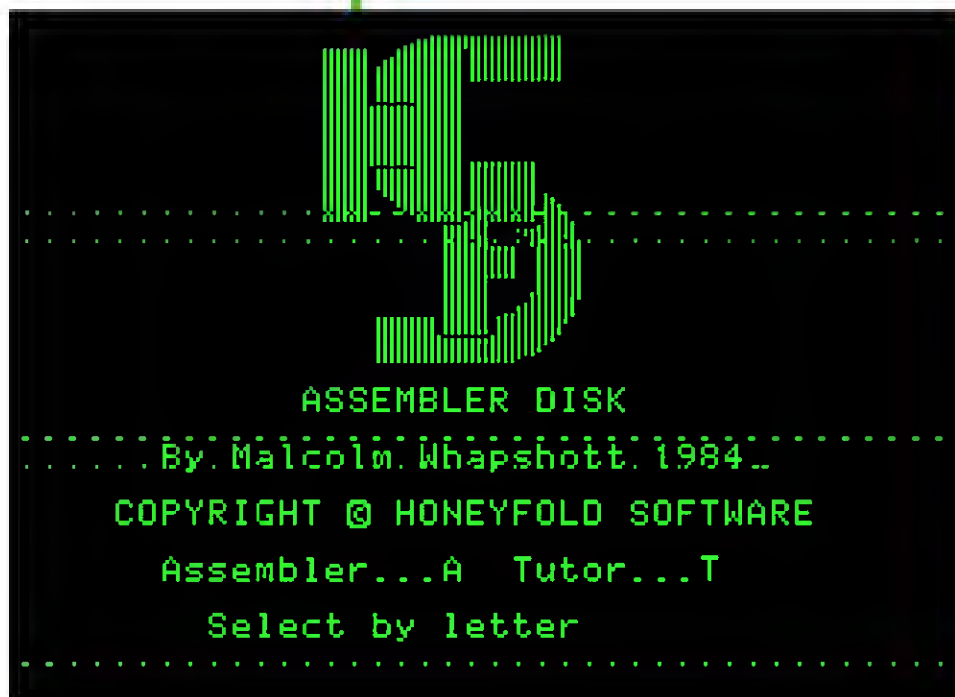 ASSEMBLER DISK
By Malcolm Whapshott 1984
COPYRIGHT © HONEYFOLD SOFTWARE
Assembler...A Tutor...T
Select by letter